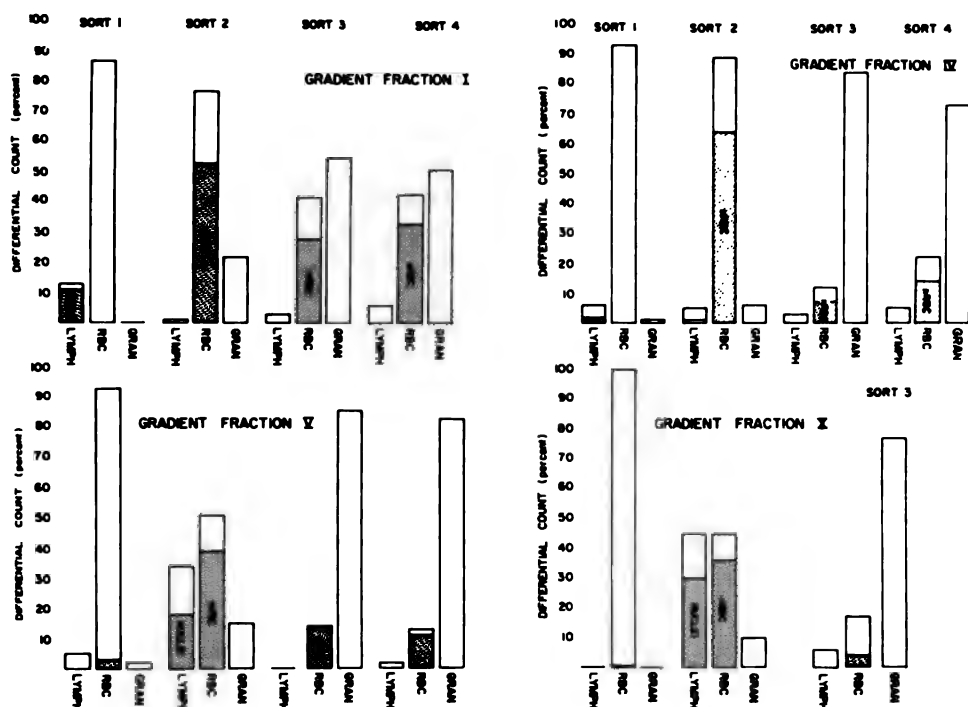 SORT 1 SORT 2 SORT 3 SORT 4
GRADIENT FRACTION I
DIFFERENTIAL COUNT (percent)
100
90
80
70
60
50
40
30
20
10
LYMPH RBC GRAN LYMPH RBC GRAN LYMPH RBC GRAN LYMPH RBC GRAN
SORT 1 SORT 2 SORT 3 SORT 4
GRADIENT FRACTION IV
DIFFERENTIAL COUNT (percent)
100
90
80
70
60
50
40
30
20
10
LYMPH RBC GRAN LYMPH RBC GRAN LYMPH RBC GRAN LYMPH RBC GRAN
GRADIENT FRACTION V
DIFFERENTIAL COUNT (percent)
100
90
80
70
60
50
40
30
20
10
LYMPH RBC GRAN LYMPH RBC GRAN LYMPH RBC GRAN LYMPH RBC GRAN
SORT 3
GRADIENT FRACTION X
DIFFERENTIAL COUNT (percent)
100
90
80
70
60
50
40
30
20
10
LYMPH RBC GRAN LYMPH RBC GRAN LYMPH RBC GRAN